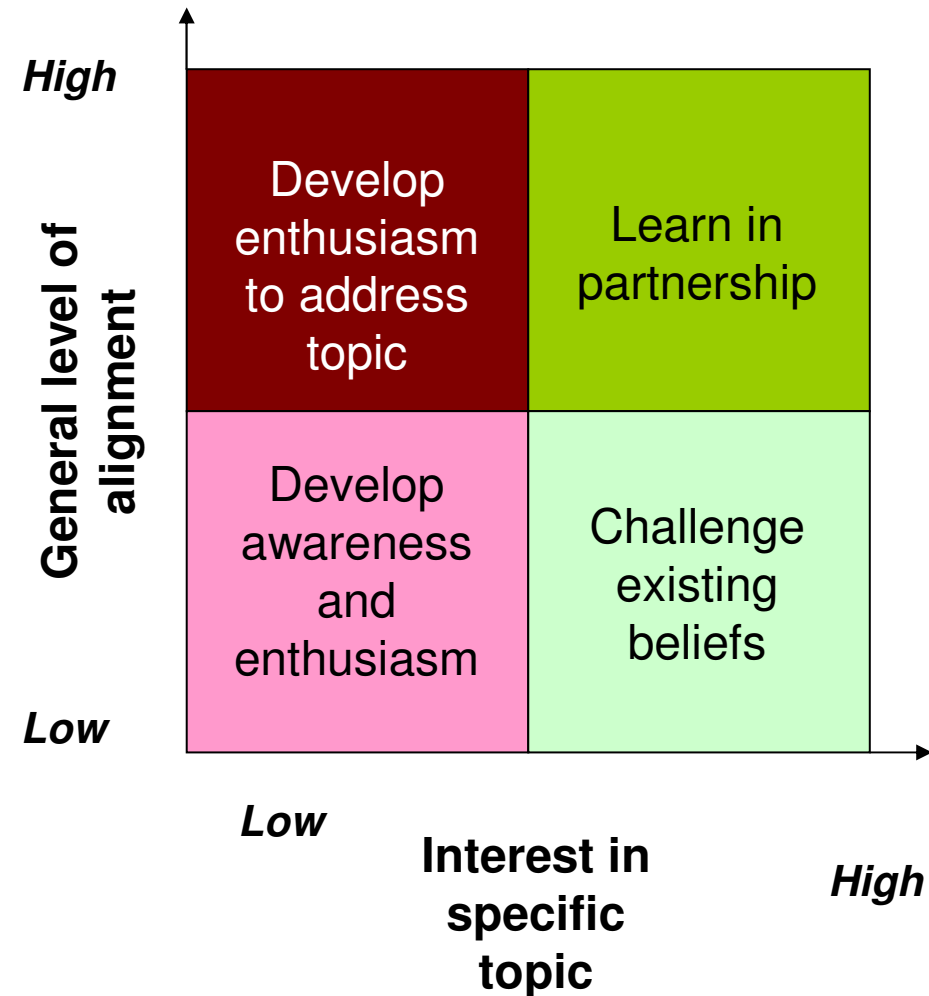 High
General level of
alignment
Low
Develop
enthusiasm
to address
topic
Learn in
partnership
Develop
awareness
and
enthusiasm
Challenge
existing
beliefs
Low
Interest in
specific
topic
High